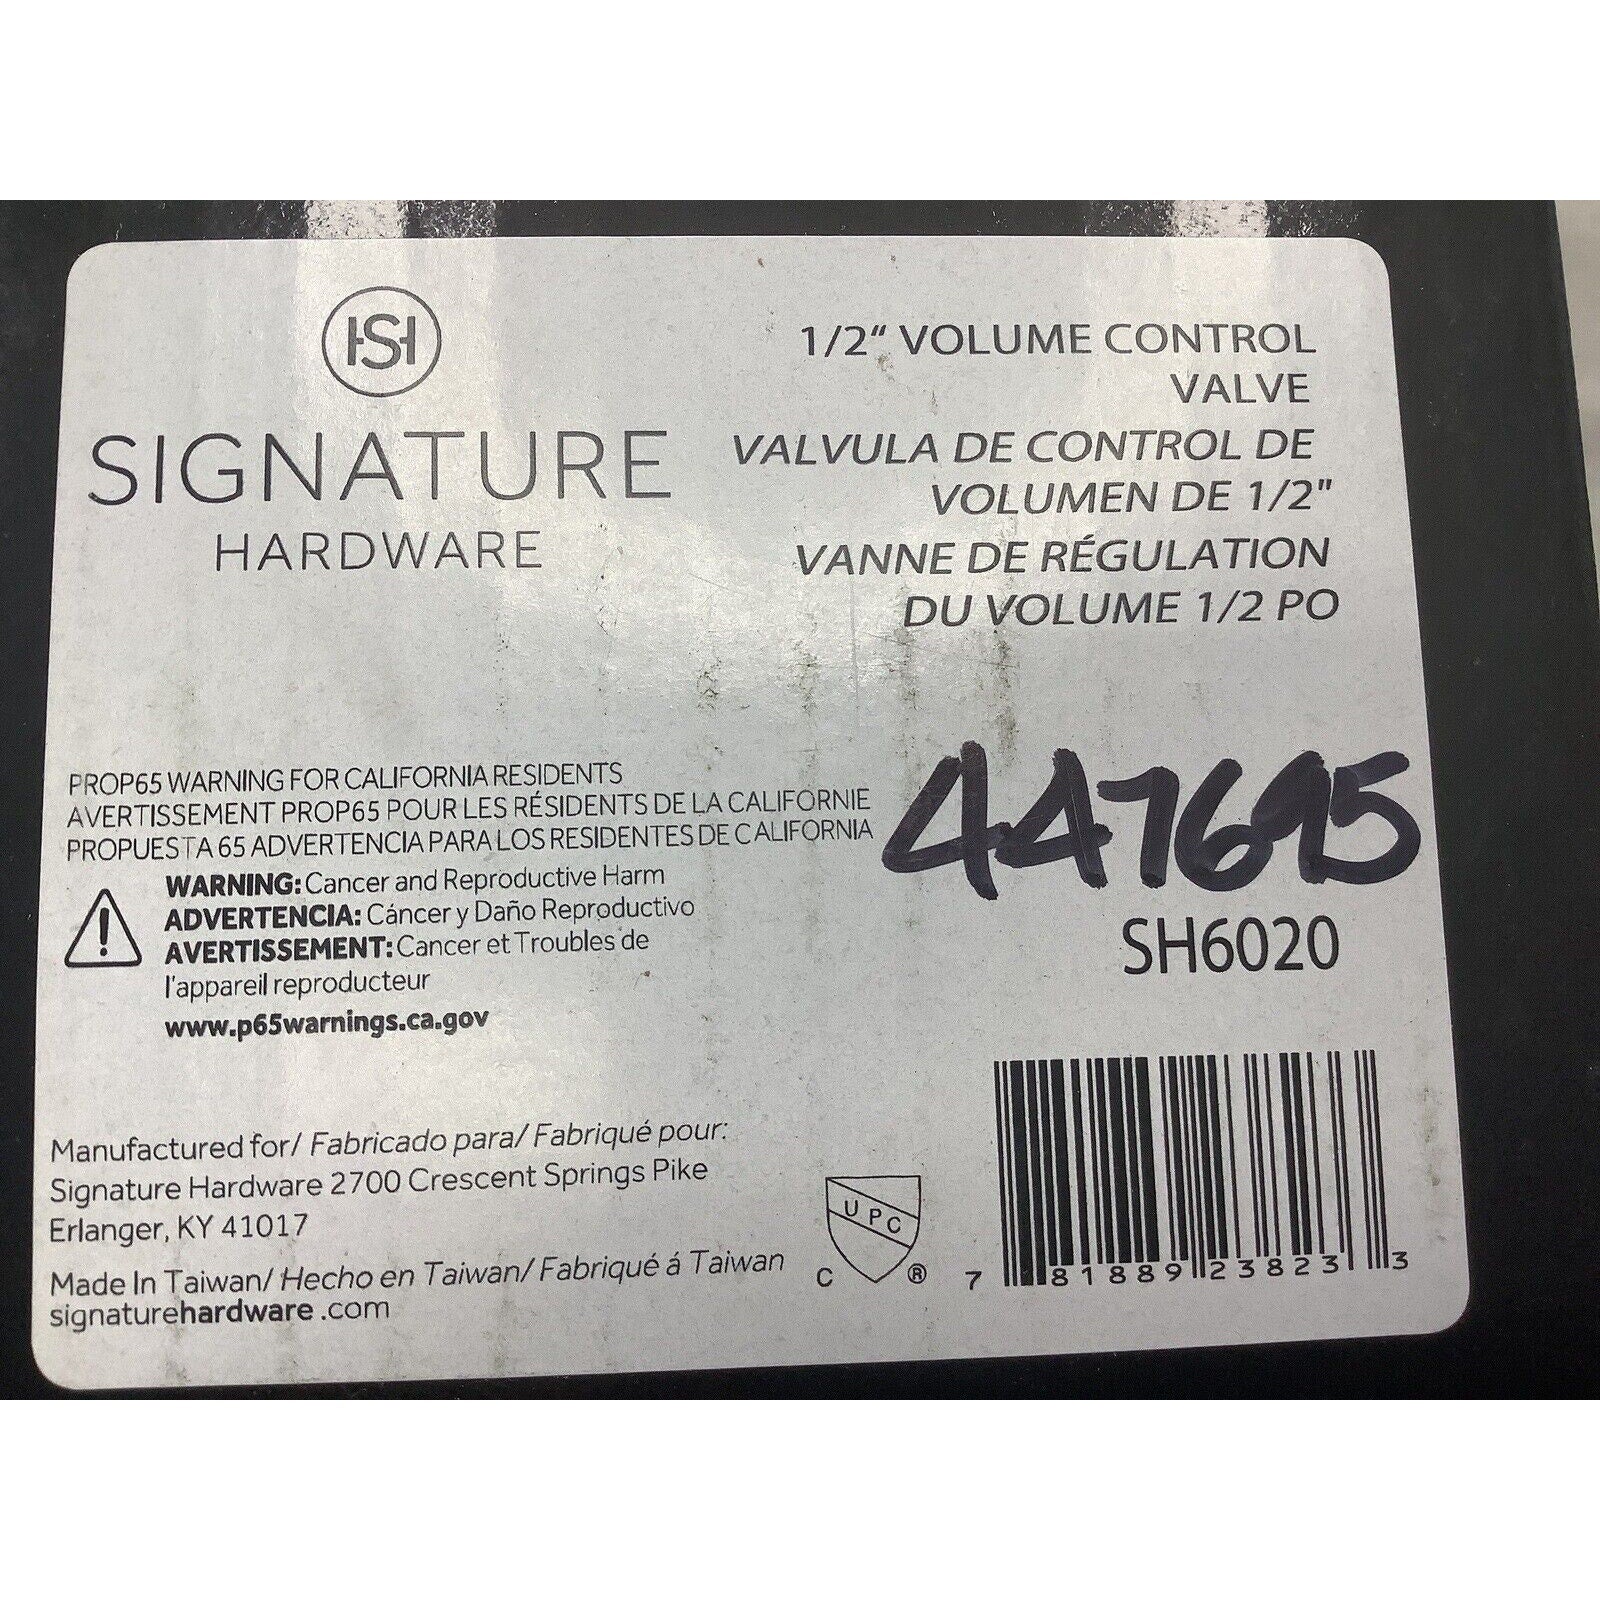 HS
SIGNATURE
HARDWARE
1/2" VOLUME CONTROL
VALVE
VALVULA DE CONTROL DE
VOLUMEN DE 1/2"
VANNE DE RÉGULATION
DU VOLUME 1/2 PO
PROP65 WARNING FOR CALIFORNIA RESIDENTS
AVERTISSEMENT PROP65 POUR LES RÉSIDENTS DE LA CALIFORNIE
PROPUESTA 65 ADVERTENCIA PARA LOS RESIDENTES DE CALIFORNIA
WARNING: Cancer and Reproductive Harm
ADVERTENCIA: Cáncer y Daño Reproductivo
AVERTISSEMENT: Cancer et Troubles de
l'appareil reproducteur
www.p65warnings.ca.gov
447695
SH6020
Manufactured for/ Fabricado para/ Fabriqué pour:
Signature Hardware 2700 Crescent Springs Pike
Erlanger, KY 41017
Made In Taiwan/ Hecho en Taiwan/ Fabriqué á Taiwan
signaturehardware.com
UPC
C ®
7 81889 23823 3